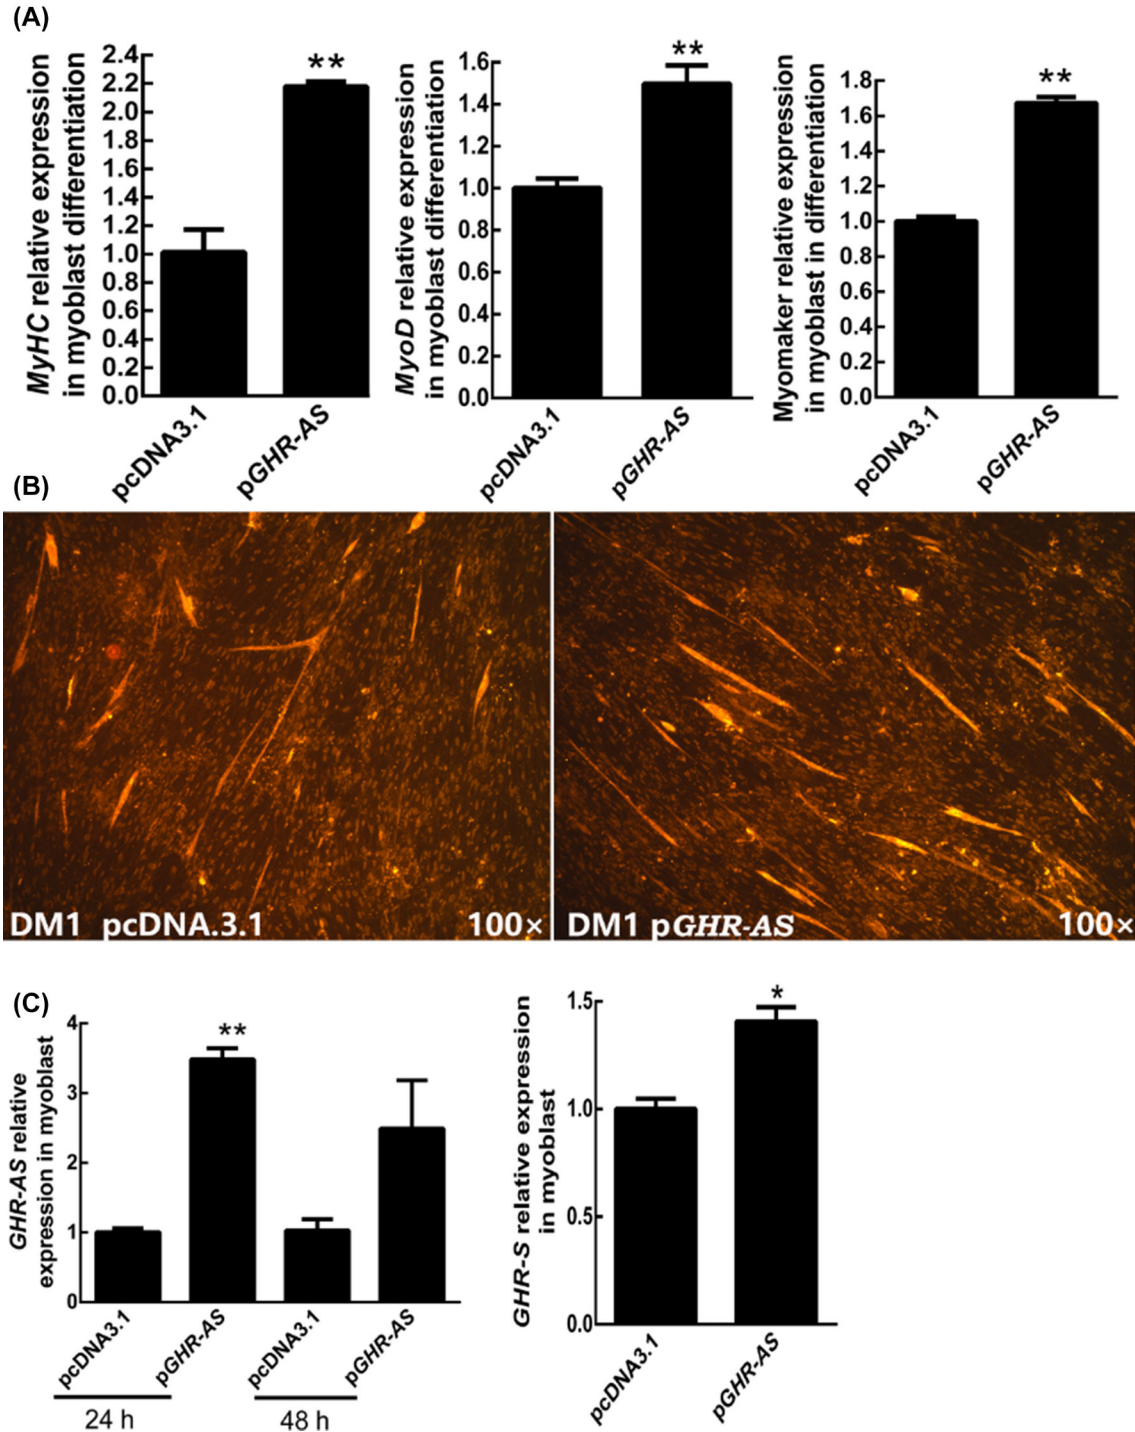 (A)
MyHC relative expression
in myoblast differentiation
2.4
2.2
2.0
1.8
1.6
1.4
1.2
1.0
0.8
0.6
0.4
0.2
0.0
**
pcDNA3.1
pGHR-AS
MyoD relative expression
in myoblast differentiation
1.6
1.4
1.2
1.0
0.8
0.6
0.4
0.2
0.0
**
pcDNA3.1
pGHR-AS
Myomaker relative expression
in myoblast in differentiation
1.8
1.6
1.4
1.2
1.0
0.8
0.6
0.4
0.2
0.0
**
pcDNA3.1
pGHR-AS
(B)
DM1 pcDNA.3.1
100×
DM1 pGHR-AS
100×
(C)
GHR-AS relative
expression in myoblast
4
3
2
1
0
**
pcDNA3.1
pGHR-AS
pcDNA3.1
pGHR-AS
24 h
48 h
GHR-S relative expression
in myoblast
1.5
1.0
0.5
0.0
*
pcDNA3.1
pGHR-AS